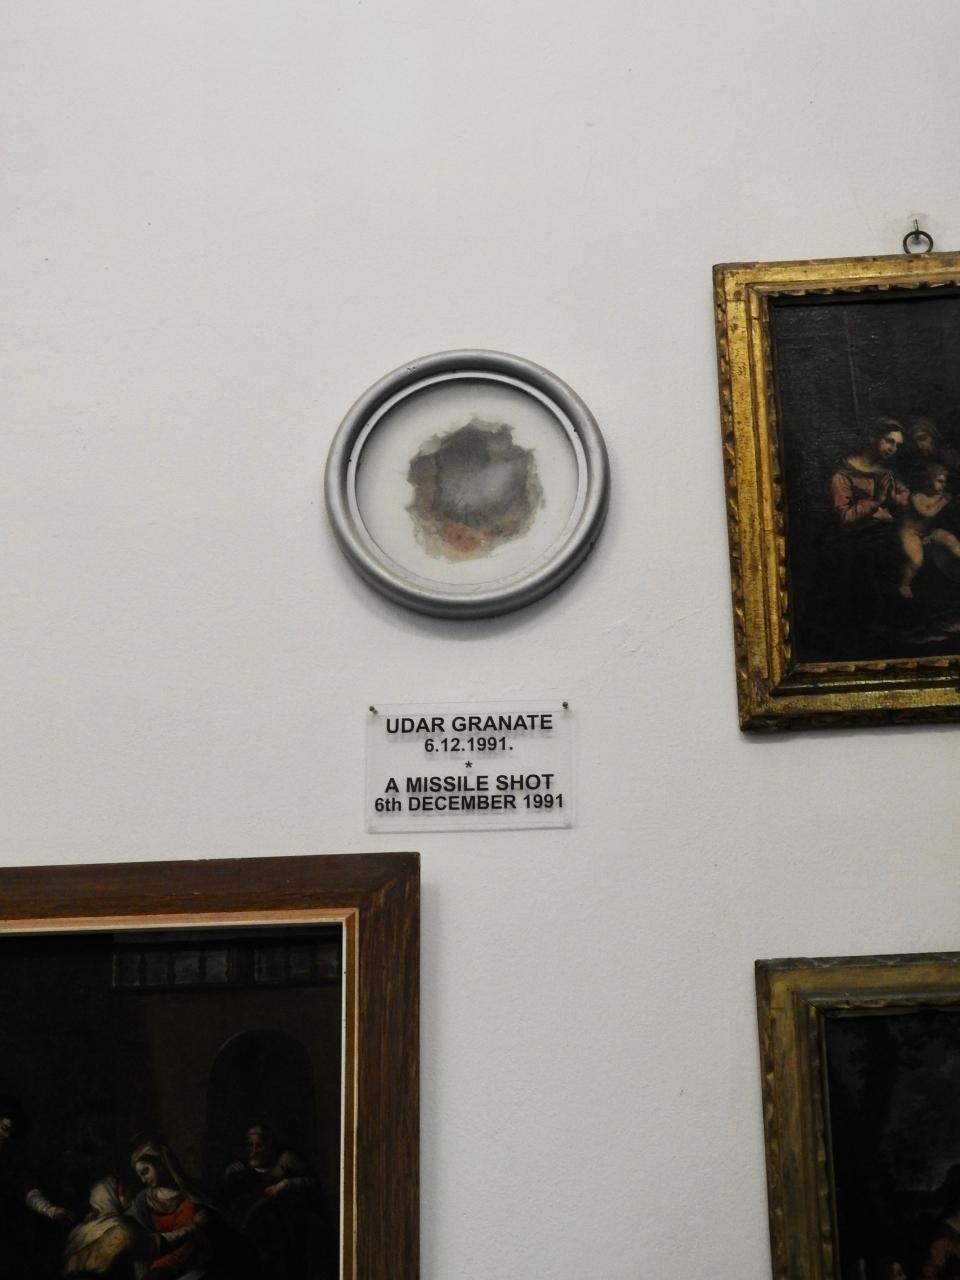 UDAR GRANATE
6.12.1991.
*
A MISSILE SHOT
6th DECEMBER 1991